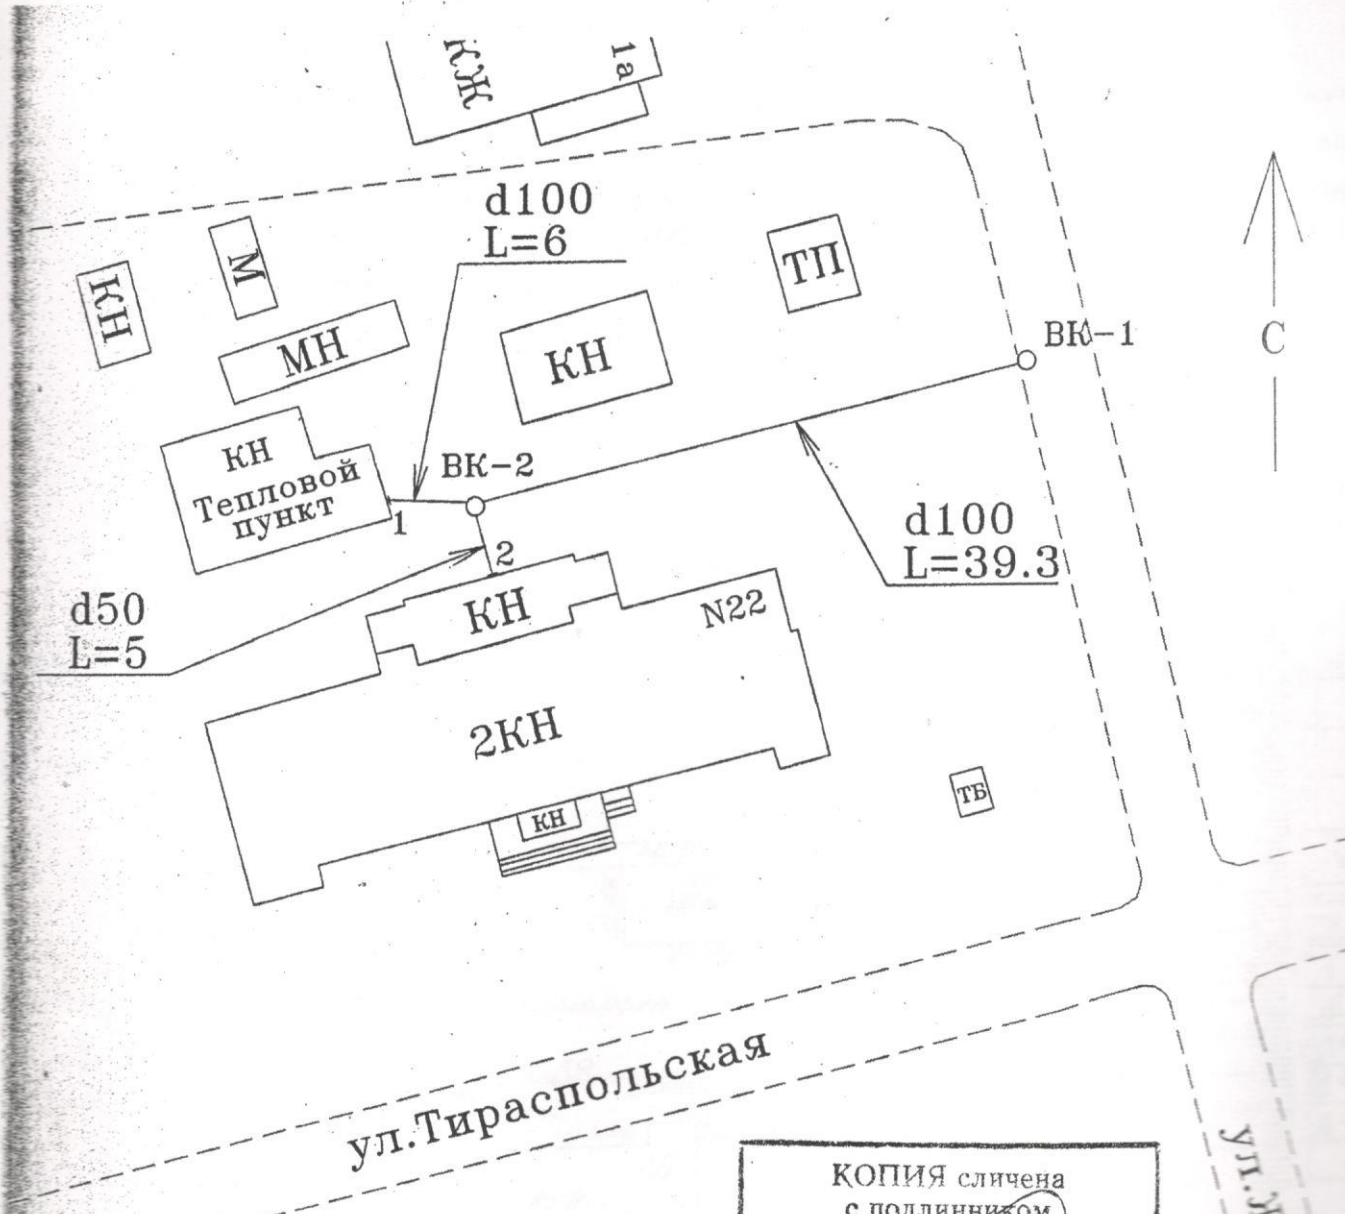 КЖ
1а
d100
L=6
М
КН
ТП
МН
КН
ВК-1
С
КН
Тепловой
пункт
ВК-2
1
2
d100
L=39.3
d50
L=5
КН
N22
2КН
КН
ТБ
ул.Тираспольская
КОПИЯ сличена
с подлинником
ул.Ж